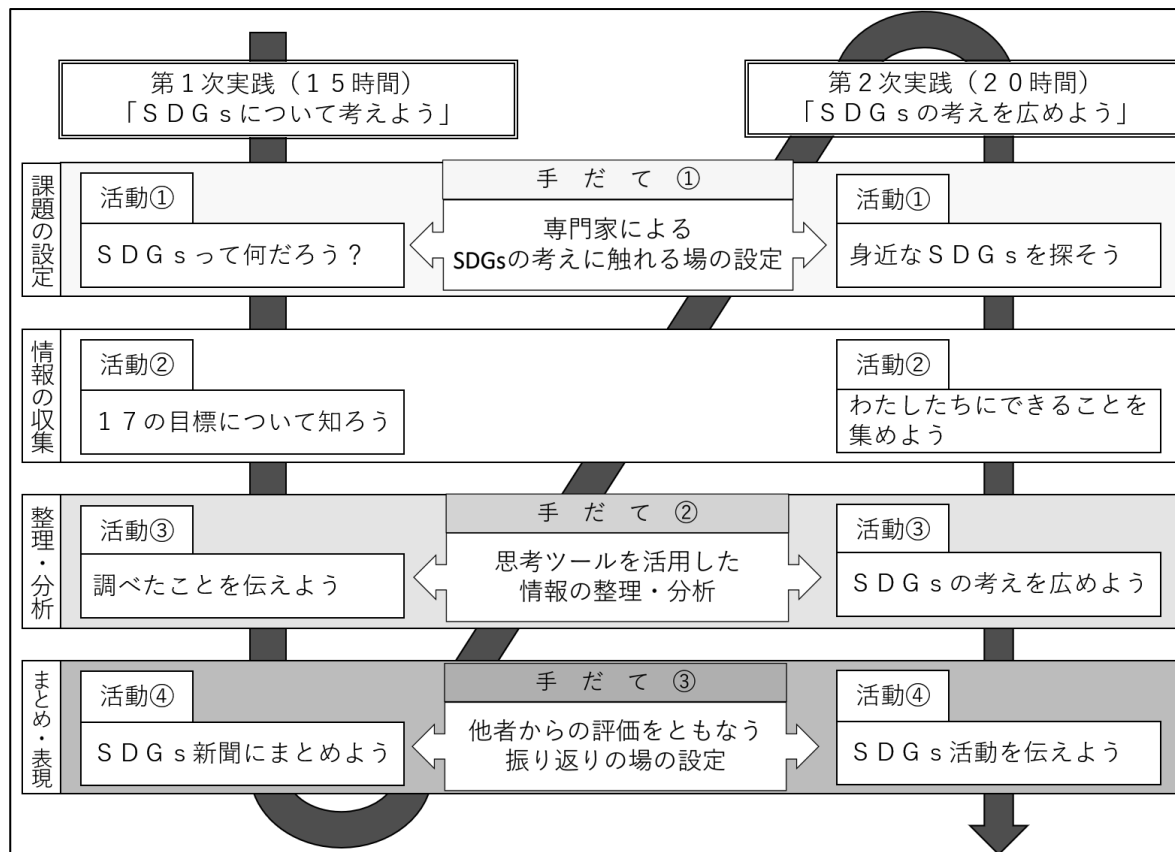 第１次実践（１５時間）
「ＳＤＧｓについて考えよう」
第２次実践（２０時間）
「ＳＤＧｓの考えを広めよう」
課題の設定
活動①
ＳＤＧｓって何だろう？
手だて①
専門家による
SDGsの考えに触れる場の設定
活動①
身近なＳＤＧｓを探そう
情報の収集
活動②
１７の目標について知ろう
活動②
わたしたちにできることを
集めよう
整理・分析
活動③
調べたことを伝えよう
手だて②
思考ツールを活用した
情報の整理・分析
活動③
ＳＤＧｓの考えを広めよう
まとめ・表現
活動④
ＳＤＧｓ新聞にまとめよう
手だて③
他者からの評価をともなう
振り返りの場の設定
活動④
ＳＤＧｓ活動を伝えよう